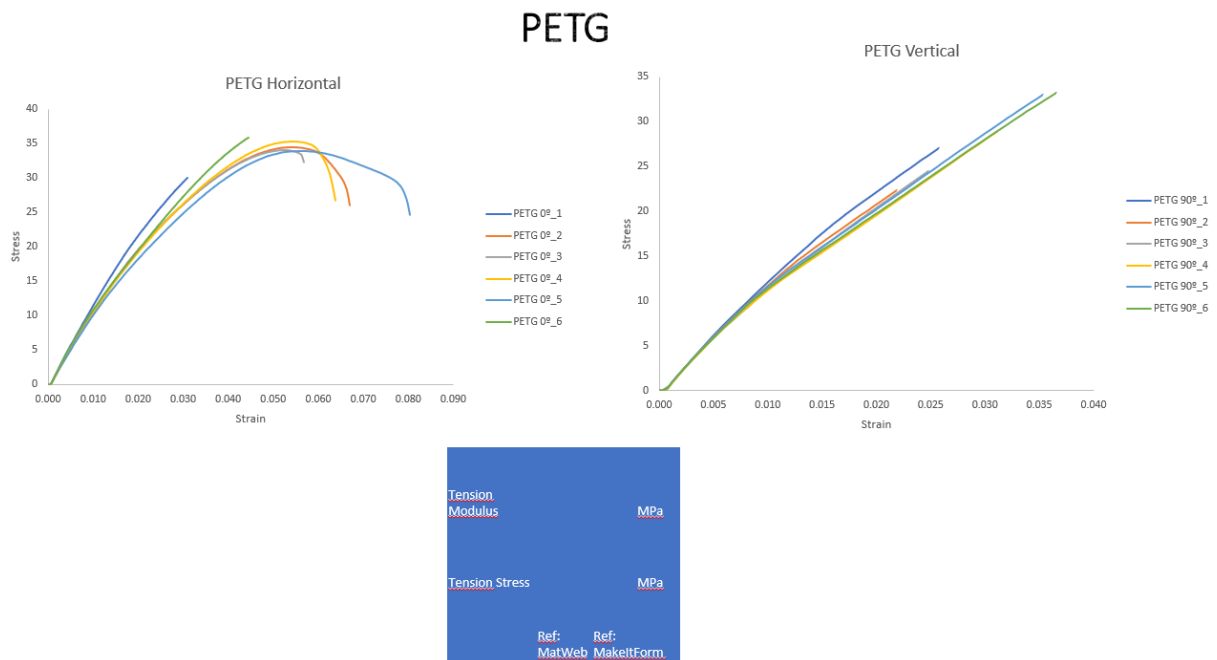 PETG
PETG Horizontal
40
35
30
25
20
15
10
5
0
Stress
0.000 0.010 0.020 0.030 0.040 0.050 0.060 0.070 0.080 0.090
Strain
PETG 0º_1
PETG 0º_2
PETG 0º_3
PETG 0º_4
PETG 0º_5
PETG 0º_6
PETG Vertical
35
30
25
20
15
10
5
0
Stress
0.000 0.005 0.010 0.015 0.020 0.025 0.030 0.035 0.040
Strain
PETG 90º_1
PETG 90º_2
PETG 90º_3
PETG 90º_4
PETG 90º_5
PETG 90º_6
Tension
Modulus MPa
Tension Stress MPa
Ref: Ref:
MatWeb MakeItForm